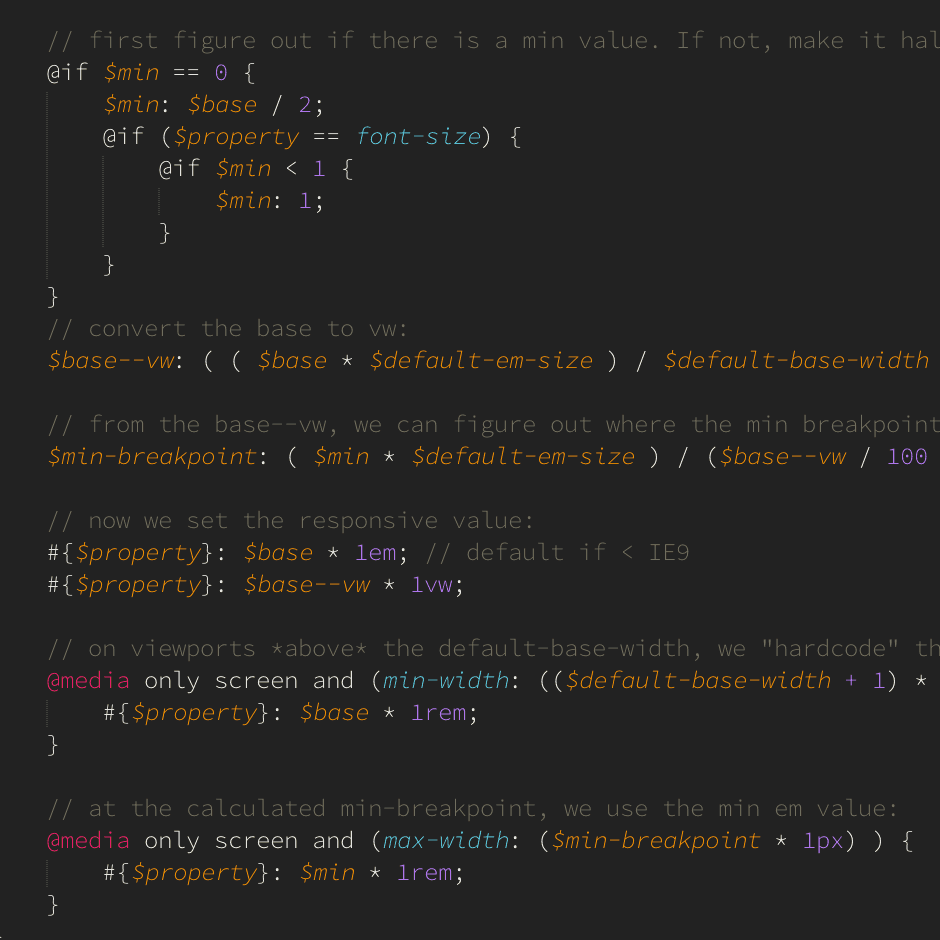 // first figure out if there is a min value. If not, make it hal
@if $min == 0 {
$min: $base / 2;
@if ($property == font-size) {
@if $min < 1 {
$min: 1;
}
}
}
// convert the base to vw:
$base--vw: ( ( $base * $default-em-size ) / $default-base-width
// from the base--vw, we can figure out where the min breakpoint
$min-breakpoint: ( $min * $default-em-size ) / ($base--vw / 100
// now we set the responsive value:
#{$property}: $base * 1em; // default if < IE9
#{$property}: $base--vw * 1vw;
// on viewports *above* the default-base-width, we "hardcode" th
@media only screen and (min-width: (($default-base-width + 1) *
#{$property}: $base * 1rem;
}
// at the calculated min-breakpoint, we use the min em value:
@media only screen and (max-width: ($min-breakpoint * 1px) ) {
#{$property}: $min * 1rem;
}